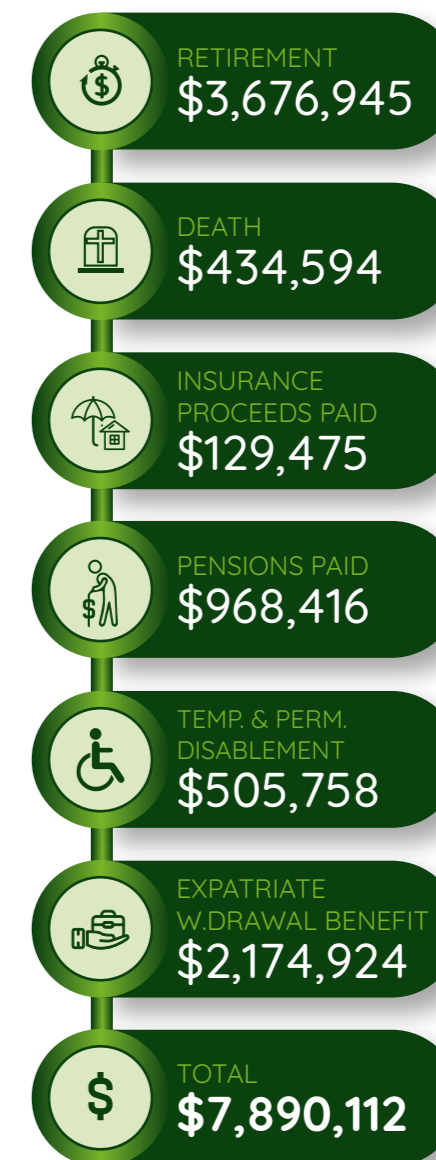 RETIREMENT
$3,676,945
DEATH
$434,594
INSURANCE
PROCEEDS PAID
$129,475
PENSIONS PAID
$968,416
TEMP. & PERM.
DISABLEMENT
$505,758
EXPATRIATE
W.DRAWAL BENEFIT
$2,174,924
TOTAL
$7,890,112